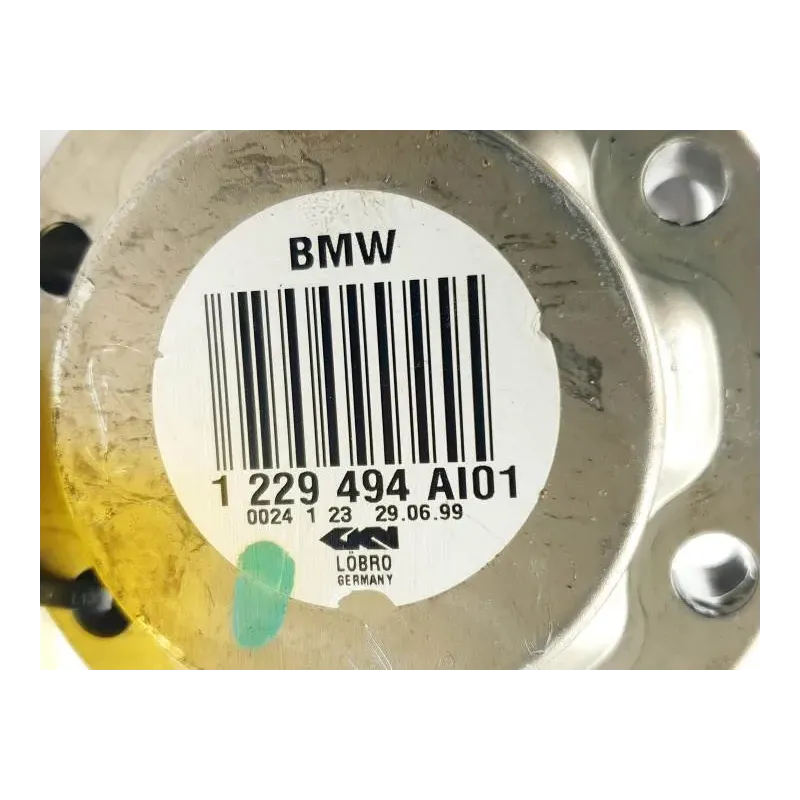 BMW
1 229 494 AI01
0024 1 23 29.06.99
GKN
LÖBRO
GERMANY